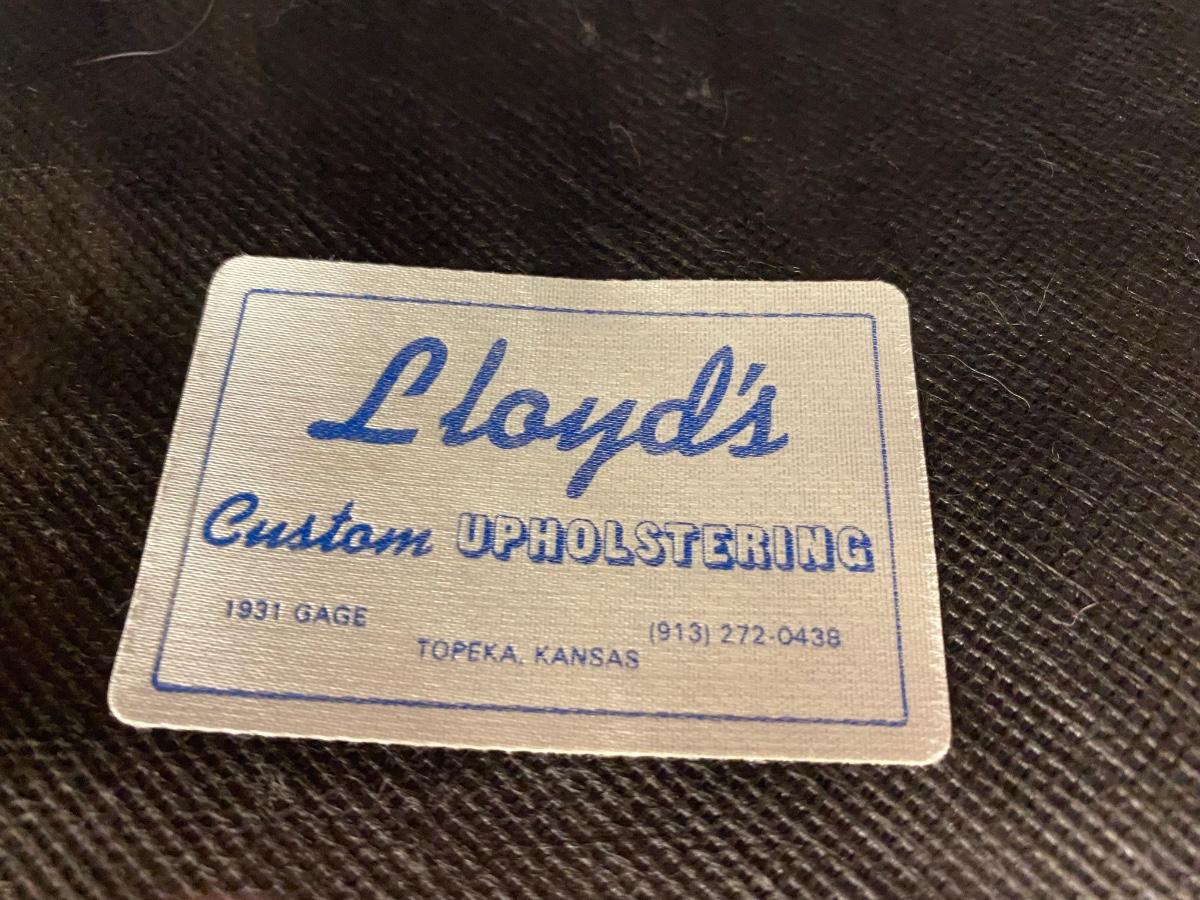 Lloyd's
Custom UPHOLSTERING
1931 GAGE
(913) 272-0438
TOPEKA, KANSAS